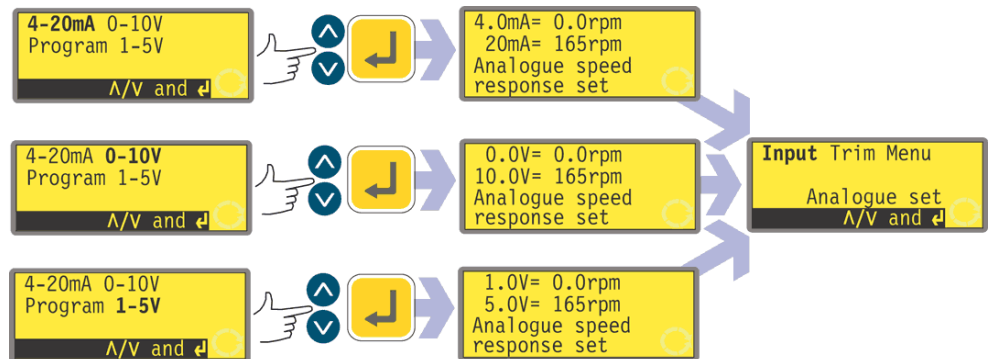 4-20mA 0-10V
Program 1-5V
Λ/V and ↵
4.0mA= 0.0rpm
20mA= 165rpm
Analogue speed
response set
4-20mA 0-10V
Program 1-5V
Λ/V and ↵
0.0V= 0.0rpm
10.0V= 165rpm
Analogue speed
response set
4-20mA 0-10V
Program 1-5V
Λ/V and ↵
1.0V= 0.0rpm
5.0V= 165rpm
Analogue speed
response set
Input Trim Menu
Analogue set
Λ/V and ↵